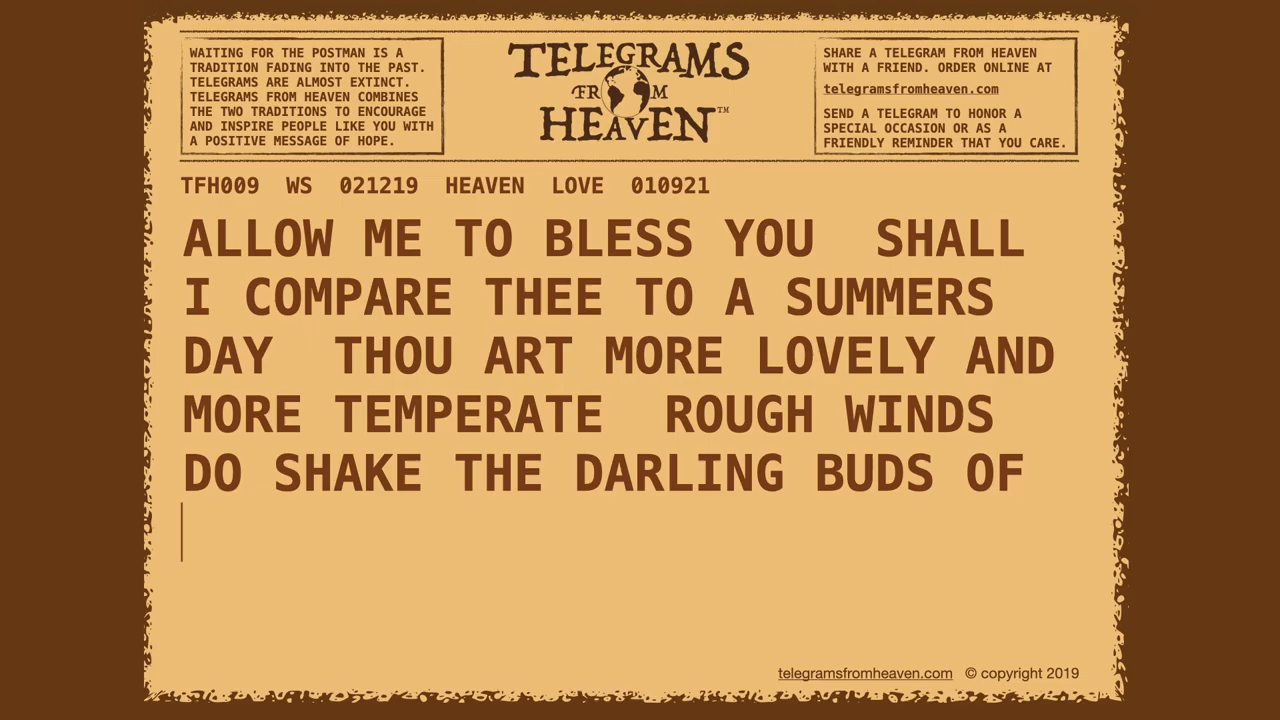 WAITING FOR THE POSTMAN IS A
TRADITION FADING INTO THE PAST.
TELEGRAMS ARE ALMOST EXTINCT.
TELEGRAMS FROM HEAVEN COMBINES
THE TWO TRADITIONS TO ENCOURAGE
AND INSPIRE PEOPLE LIKE YOU WITH
A POSITIVE MESSAGE OF HOPE.
TELEGRAMS
FROM
HEAVEN™
SHARE A TELEGRAM FROM HEAVEN
WITH A FRIEND. ORDER ONLINE AT
telegramsfromheaven.com
SEND A TELEGRAM TO HONOR A
SPECIAL OCCASION OR AS A
FRIENDLY REMINDER THAT YOU CARE.
TFH009  WS  021219  HEAVEN  LOVE  010921
ALLOW ME TO BLESS YOU  SHALL
I COMPARE THEE TO A SUMMERS
DAY  THOU ART MORE LOVELY AND
MORE TEMPERATE  ROUGH WINDS
DO SHAKE THE DARLING BUDS OF
telegramsfromheaven.com © copyright 2019